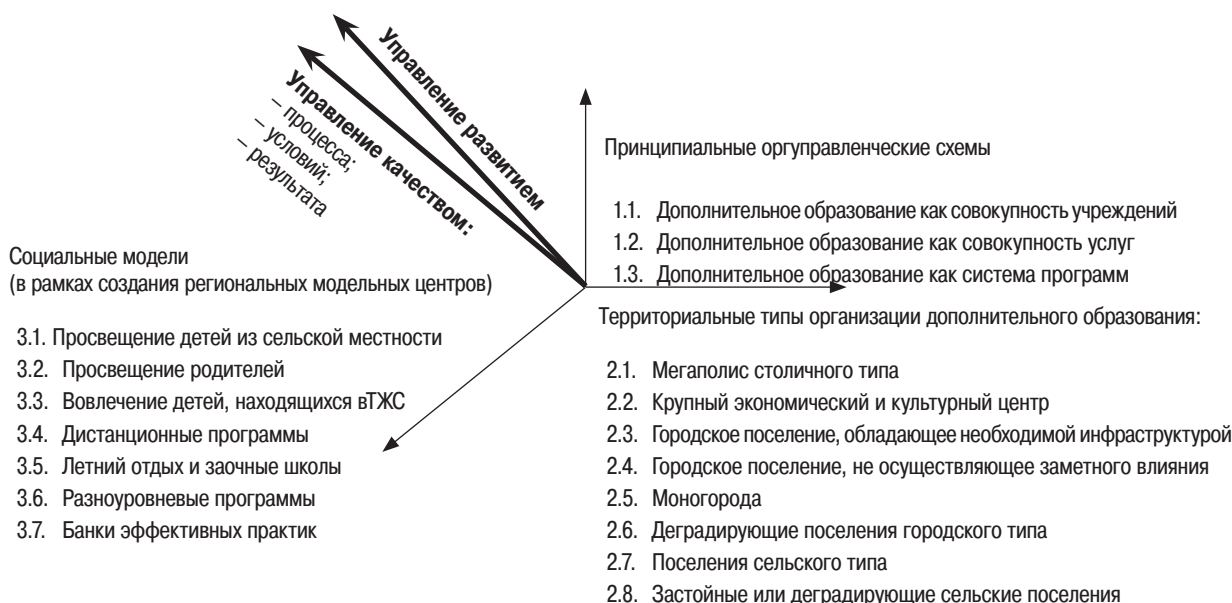 Управление развитием
Управление качеством:
– процесса;
– условий;
– результата
Принципиальные оргуправленческие схемы
1.1. Дополнительное образование как совокупность учреждений
1.2. Дополнительное образование как совокупность услуг
1.3. Дополнительное образование как система программ
Социальные модели
(в рамках создания региональных модельных центров)
3.1. Просвещение детей из сельской местности
3.2. Просвещение родителей
3.3. Вовлечение детей, находящихся вТЖС
3.4. Дистанционные программы
3.5. Летний отдых и заочные школы
3.6. Разноуровневые программы
3.7. Банки эффективных практик
Территориальные типы организации дополнительного образования:
2.1. Мегаполис столичного типа
2.2. Крупный экономический и культурный центр
2.3. Городское поселение, обладающее необходимой инфраструктурой
2.4. Городское поселение, не осуществляющее заметного влияния
2.5. Моногорода
2.6. Деградирующие поселения городского типа
2.7. Поселения сельского типа
2.8. Застойные или деградирующие сельские поселения